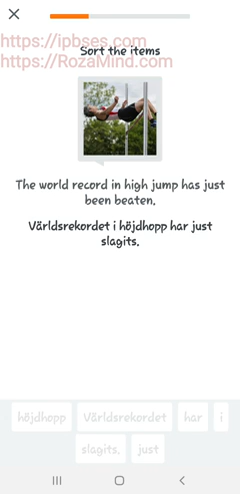 https://ipbses.com
Sort the items
https://RozaMind.com
The world record in high jump has just
been beaten.
Världsrekordet i höjdhopp har just
slagits.
höjdhopp Världsrekordet har i
slagits. just